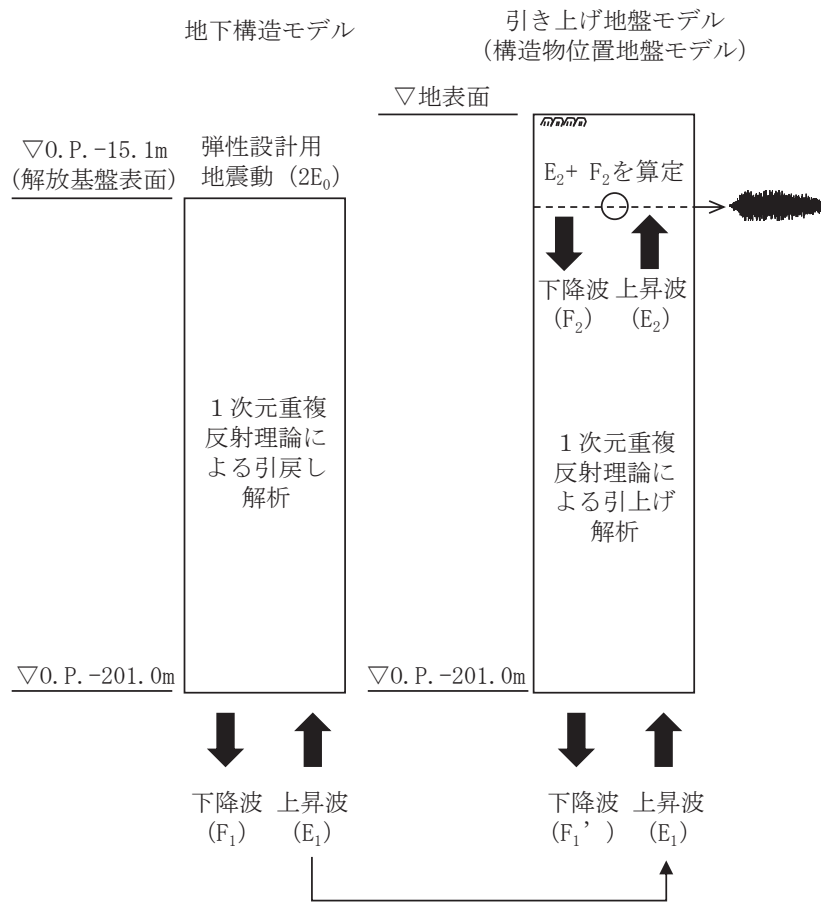 地下構造モデル
引き上げ地盤モデル
(構造物位置地盤モデル)
▽地表面
▽O.P.-15.1m
(解放基盤表面)
弾性設計用
地震動 (2E₀)
E₂+ F₂を算定
下降波
(F₂)
上昇波
(E₂)
1次元重複
反射理論に
よる引戻し
解析
1次元重複
反射理論に
よる引上げ
解析
▽O.P.-201.0m
▽O.P.-201.0m
下降波
(F₁)
上昇波
(E₁)
下降波
(F₁’)
上昇波
(E₁)